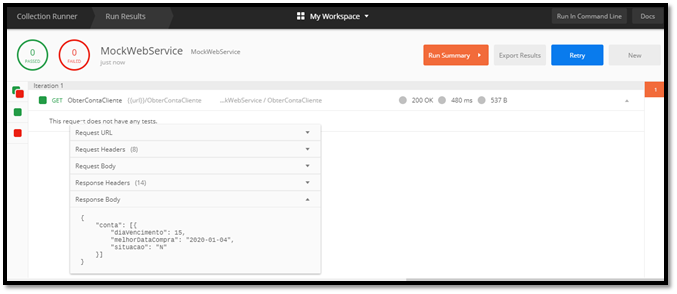 Collection Runner Run Results My Workspace Run In Command Line Docs
0 PASSED 0 FAILED MockWebService MockWebService
just now
Run Summary Export Results Retry New
Iteration 1
1
GET ObterContaCliente {{url}}/ObterContaCliente ...kWebService / ObterContaCliente 200 OK 480 ms 537 B
This request does not have any tests.
Request URL
Request Headers (8)
Request Body
Response Headers (14)
Response Body
{
"conta": [{
"diaVencimento": 15,
"melhorDataCompra": "2020-01-04",
"situacao": "N"
}]
}